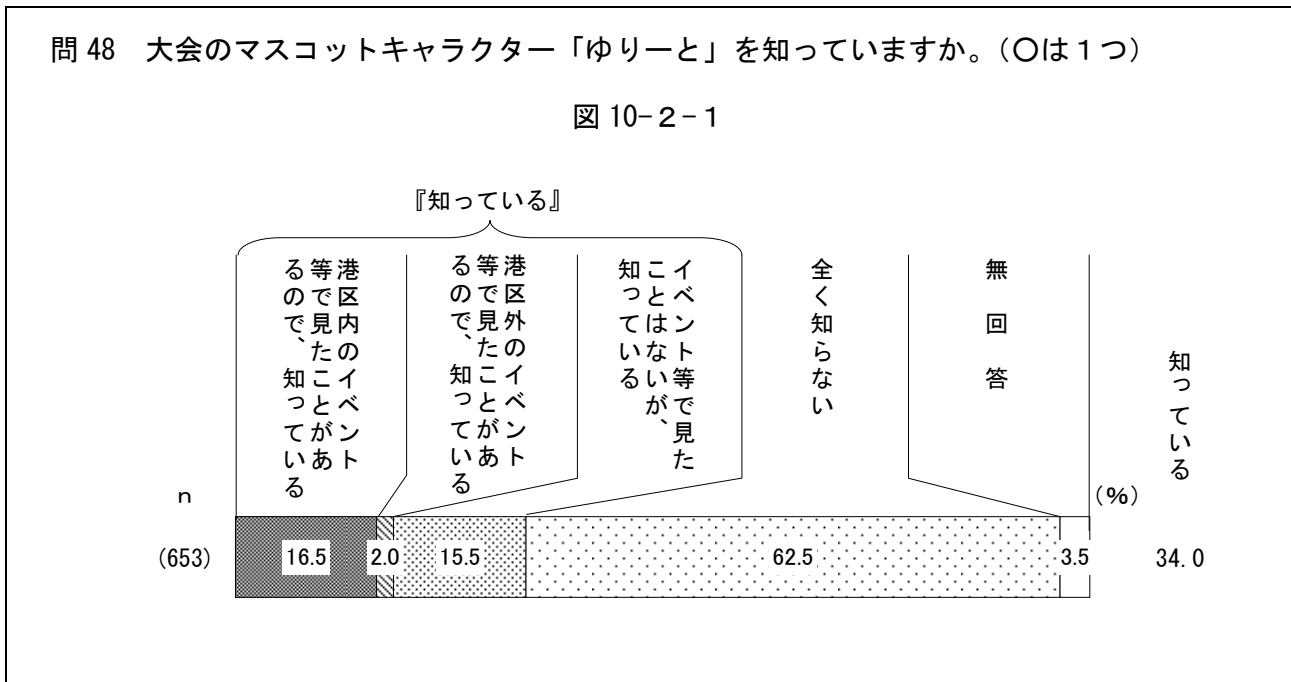 問48　大会のマスコットキャラクター「ゆりーと」を知っていますか。（〇は１つ）
図10-２-１
『知っている』
港区内のイベント
等で見たことがあ
るので、知っている
港区外のイベント
等で見たことがあ
るので、知っている
イベント等で見た
ことはないが、
知っている
全く知らない
無回答
知っている
n
(%)
(653)
16.5
2.0
15.5
62.5
3.5
34.0